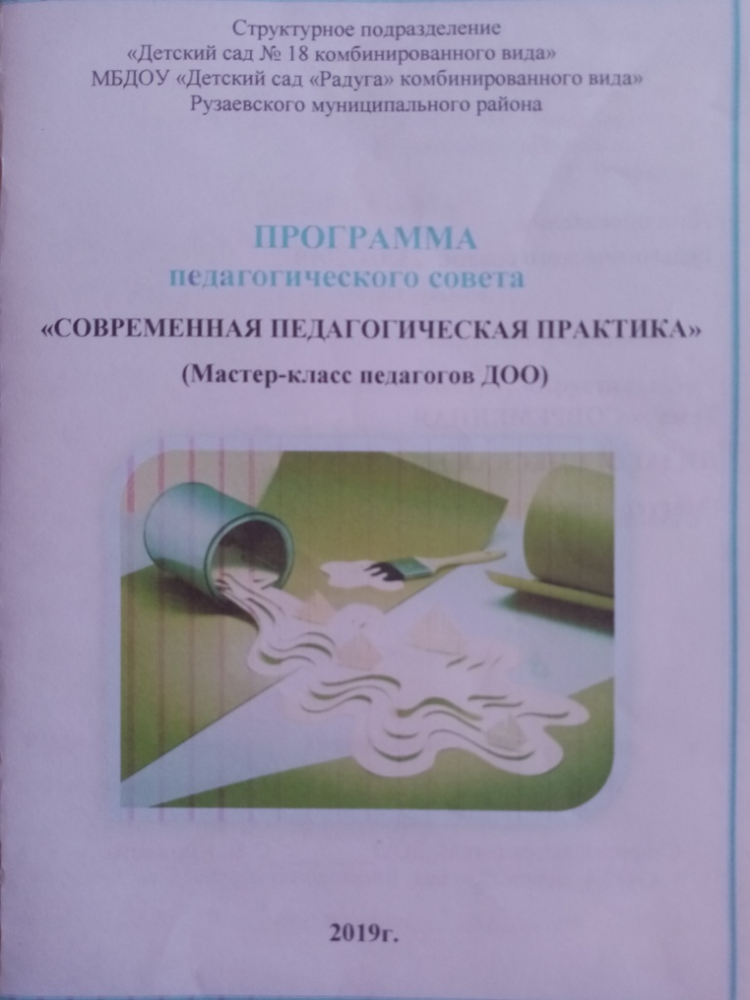 Структурное подразделение
«Детский сад № 18 комбинированного вида»
МБДОУ «Детский сад «Радуга» комбинированного вида»
Рузаевского муниципального района
ПРОГРАММА
педагогического совета
«СОВРЕМЕННАЯ ПЕДАГОГИЧЕСКАЯ ПРАКТИКА»
(Мастер-класс педагогов ДОО)
2019г.